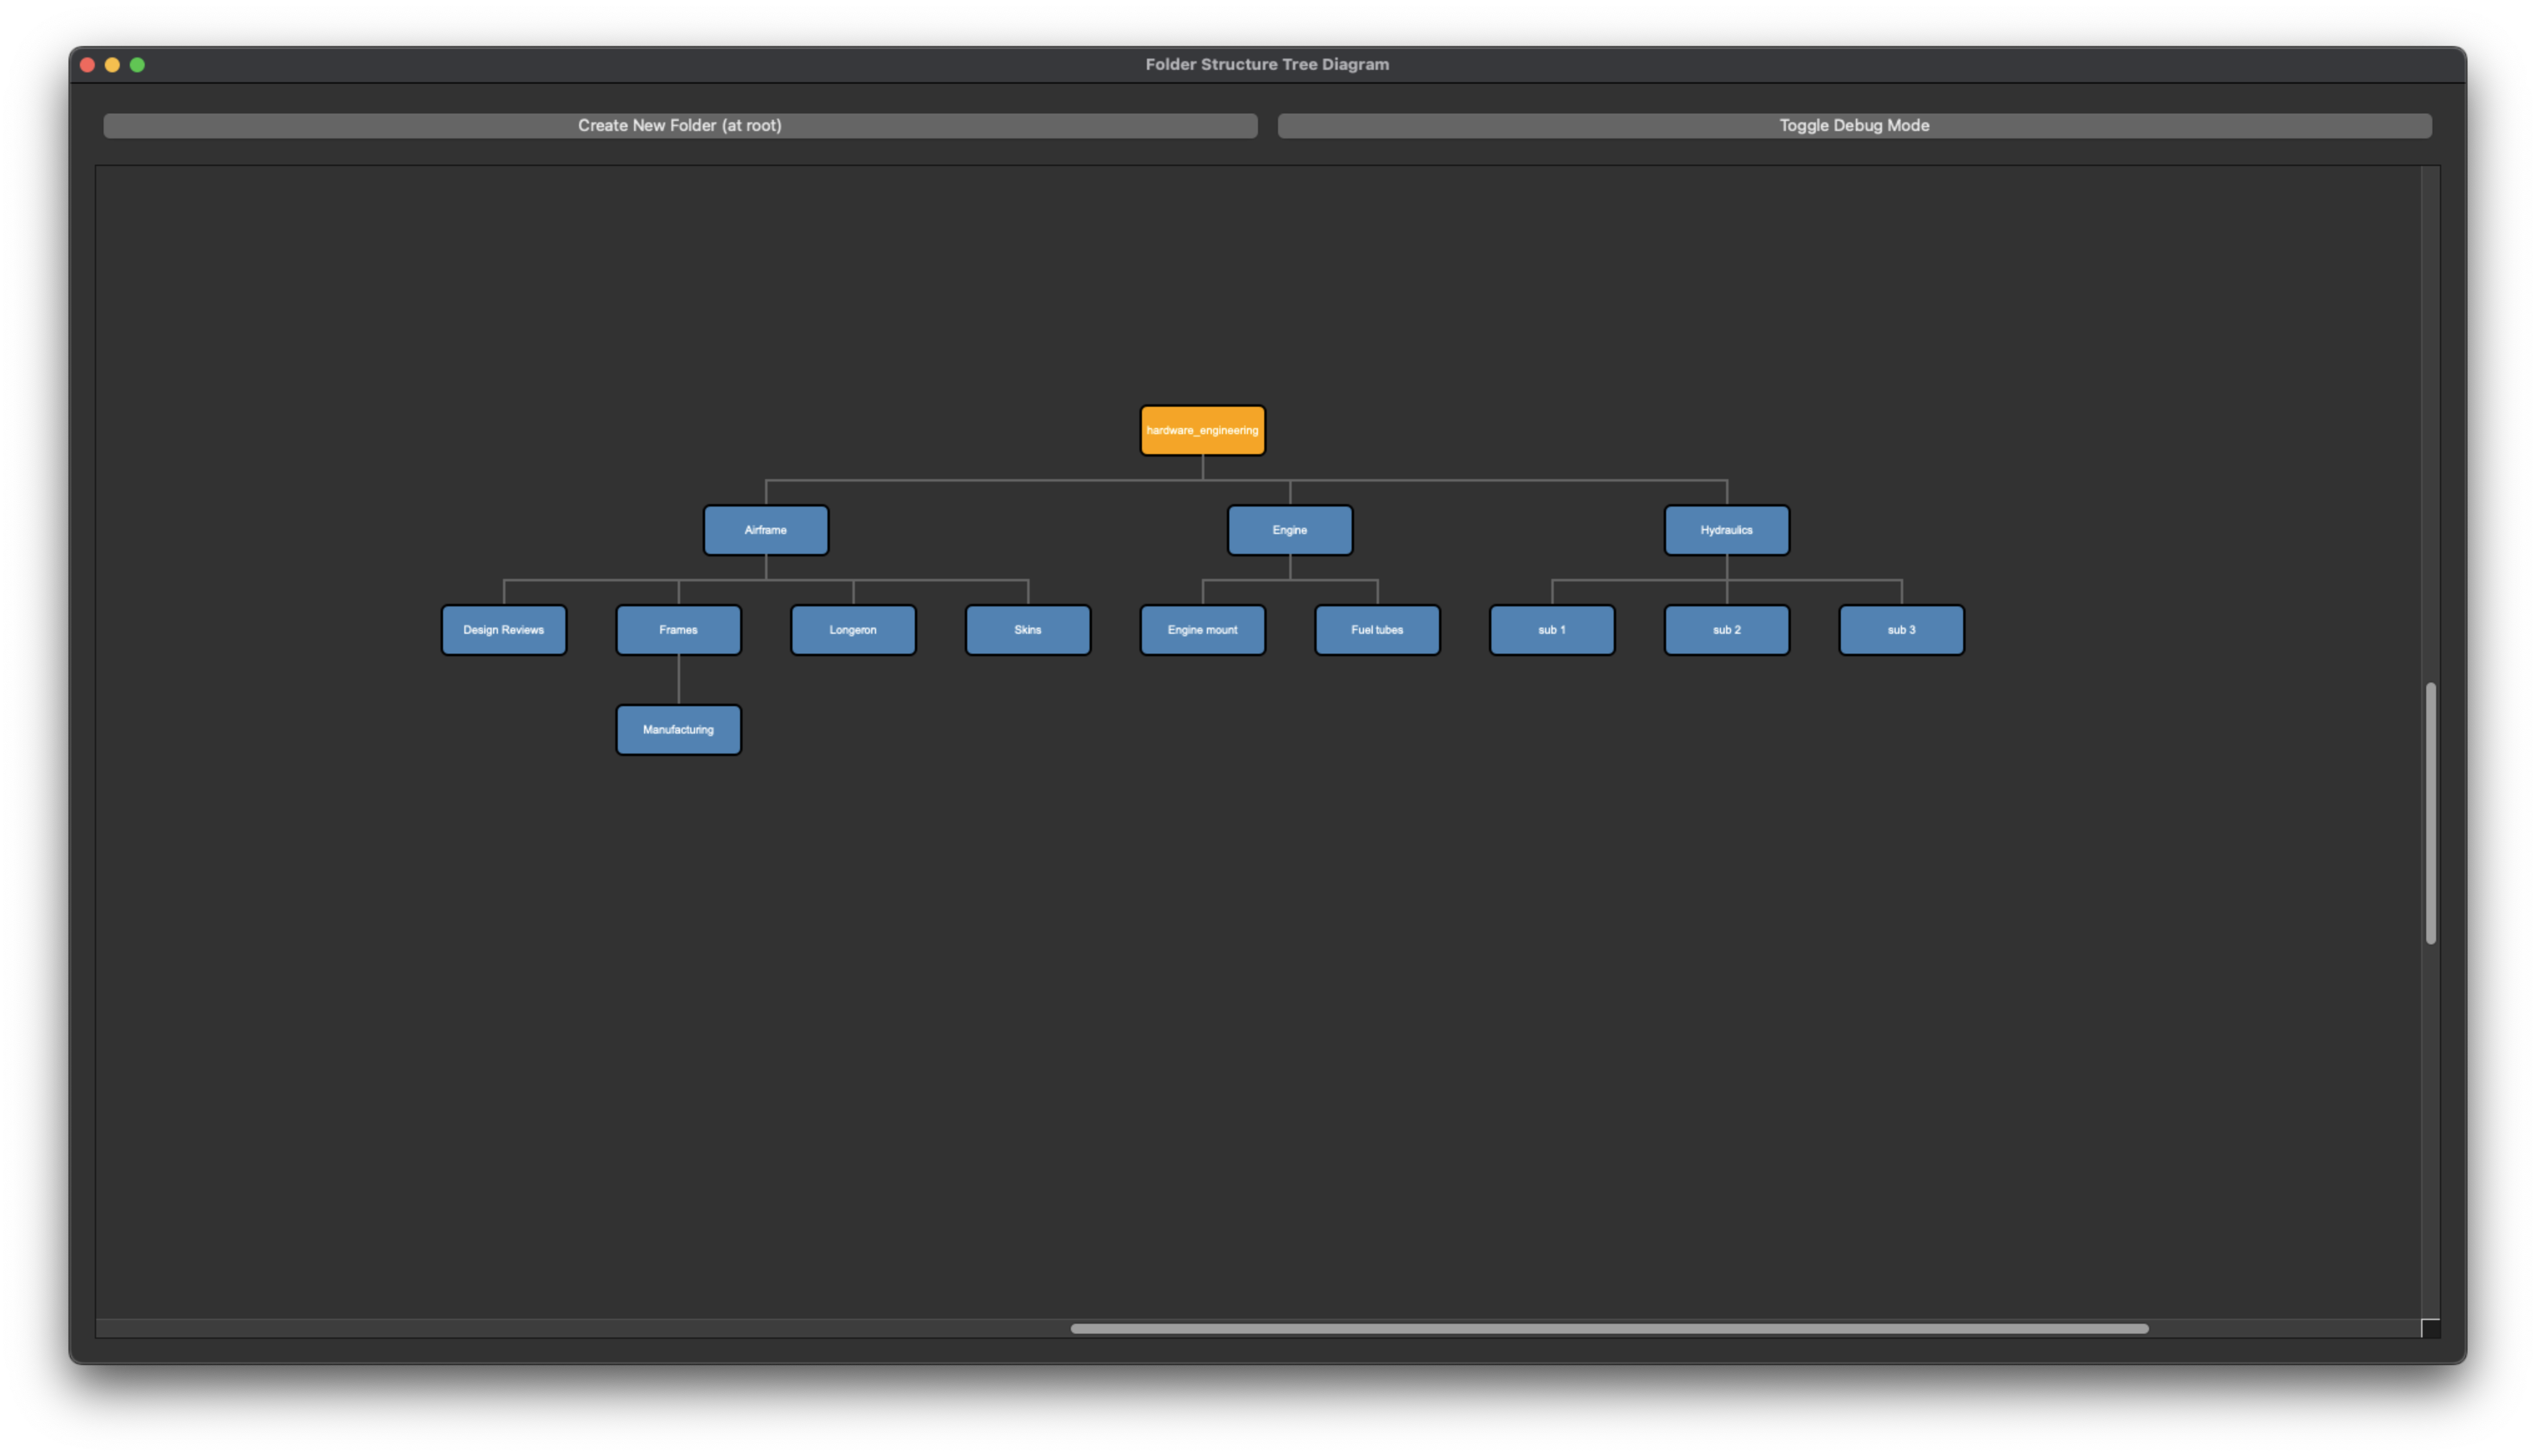 Folder Structure Tree Diagram
Create New Folder (at root)
Toggle Debug Mode
hardware_engineering
Airframe
Engine
Hydraulics
Design Reviews
Frames
Longeron
Skins
Engine mount
Fuel tubes
sub 1
sub 2
sub 3
Manufacturing